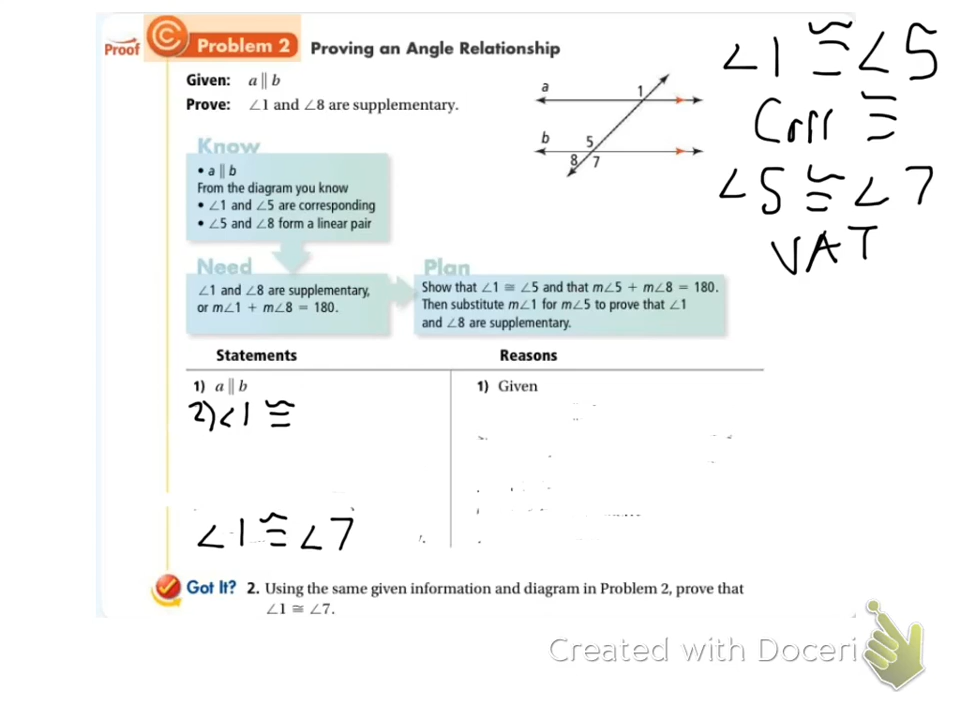 Proof
C Problem 2 Proving an Angle Relationship
Given: a ∥ b
Prove: ∠1 and ∠8 are supplementary.
a
1
b
5
8 7
Know
• a ∥ b
From the diagram you know
• ∠1 and ∠5 are corresponding
• ∠5 and ∠8 form a linear pair
Need
∠1 and ∠8 are supplementary,
or m∠1 + m∠8 = 180.
Plan
Show that ∠1 ≅ ∠5 and that m∠5 + m∠8 = 180.
Then substitute m∠1 for m∠5 to prove that ∠1
and ∠8 are supplementary.
∠1 ≅ ∠5
Corr ≅
∠5 ≅ ∠7
VAT
Statements Reasons
1) a ∥ b 1) Given
2) ∠1 ≅
∠1 ≅ ∠7
Got It? 2. Using the same given information and diagram in Problem 2, prove that
∠1 ≅ ∠7.
Created with Doceri